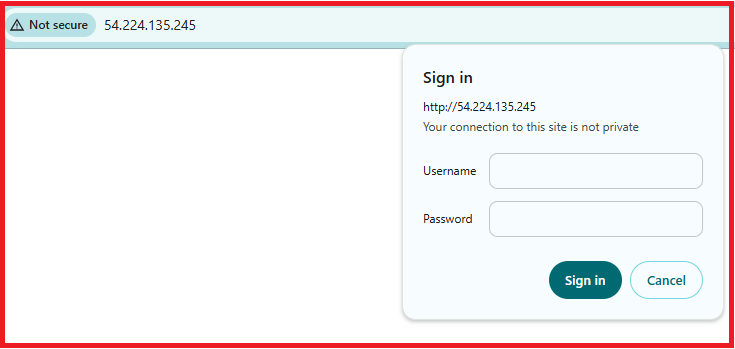 Not secure 54.224.135.245
Sign in
http://54.224.135.245
Your connection to this site is not private
Username
Password
Sign in Cancel